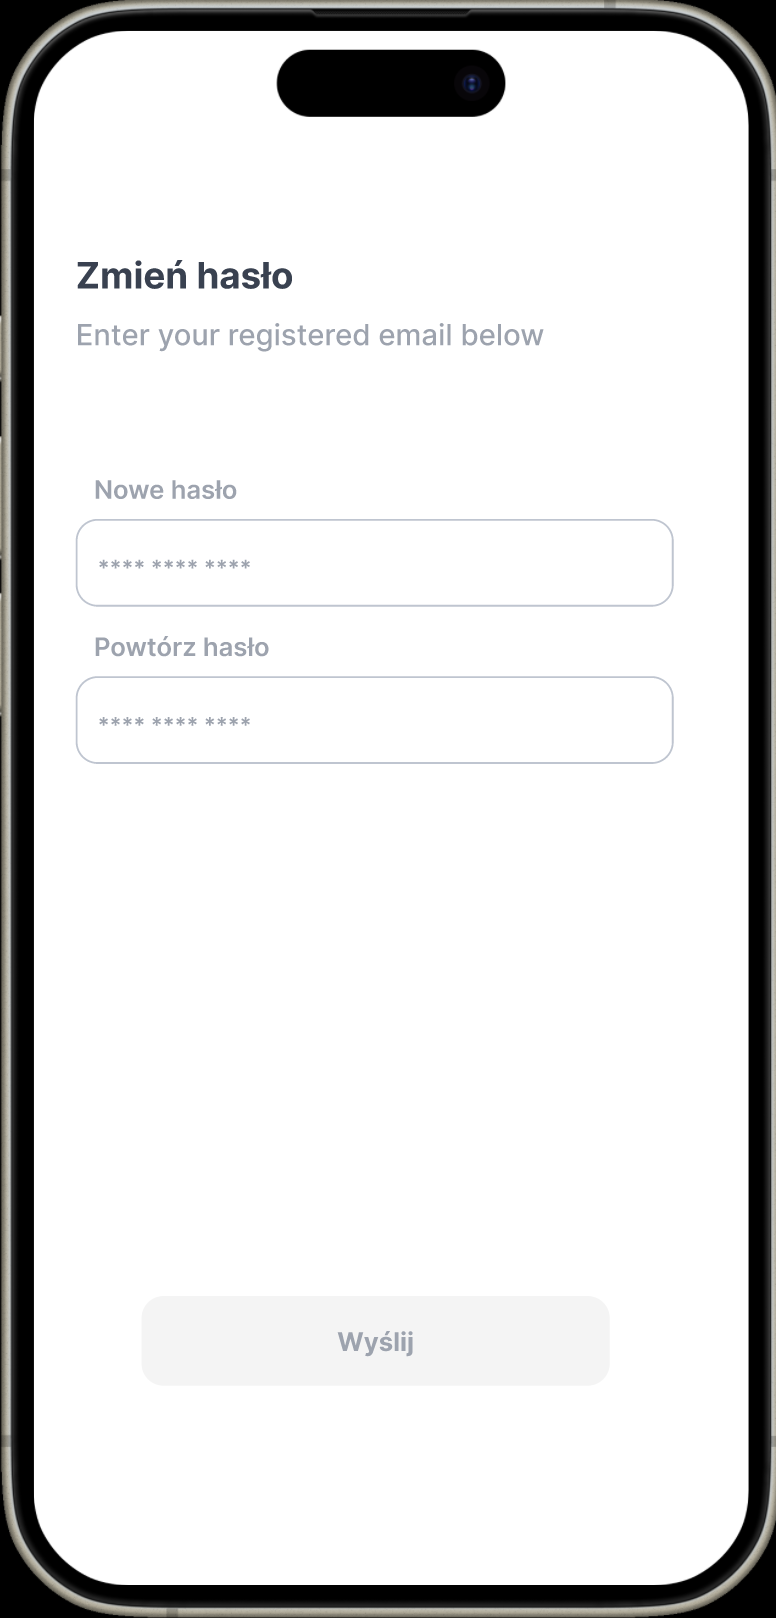 Zmień hasło
Enter your registered email below
Nowe hasło
**** **** ****
Powtórz hasło
**** **** ****
Wyślij